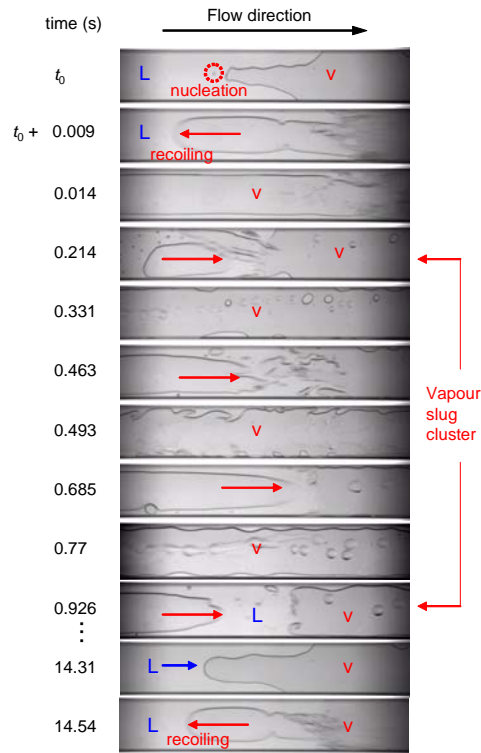 time (s)
Flow direction
t0
L
v
nucleation
t0 + 0.009
L
recoiling
0.014
v
0.214
v
0.331
v
0.463
Vapour
slug
cluster
0.493
v
0.685
0.77
v
0.926
L
v
⋮
14.31
L
v
14.54
L
v
recoiling